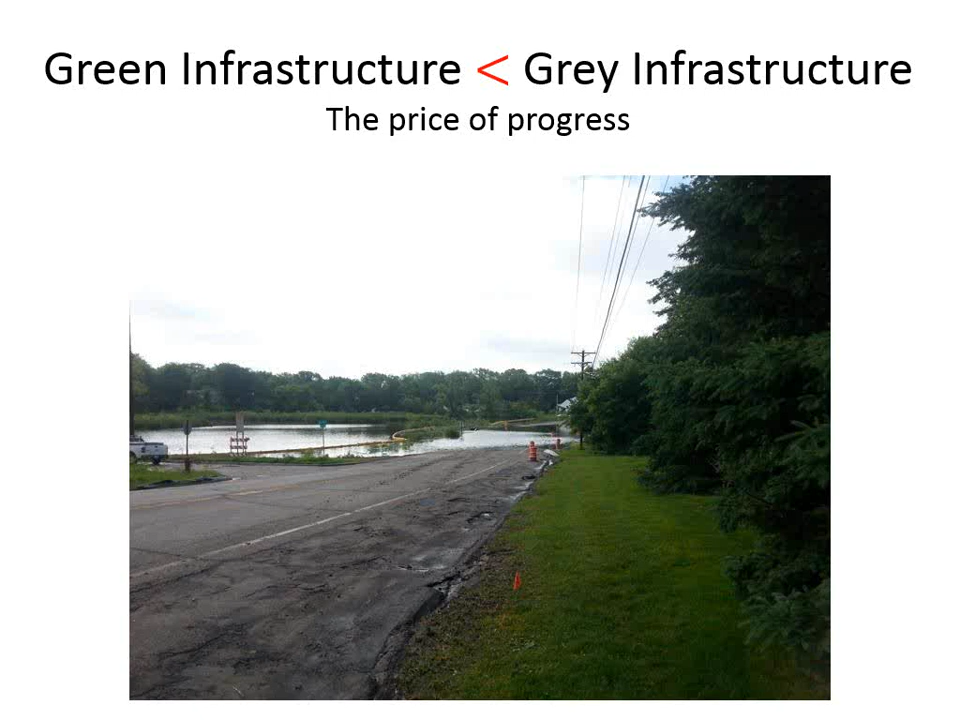 Green Infrastructure < Grey Infrastructure
The price of progress